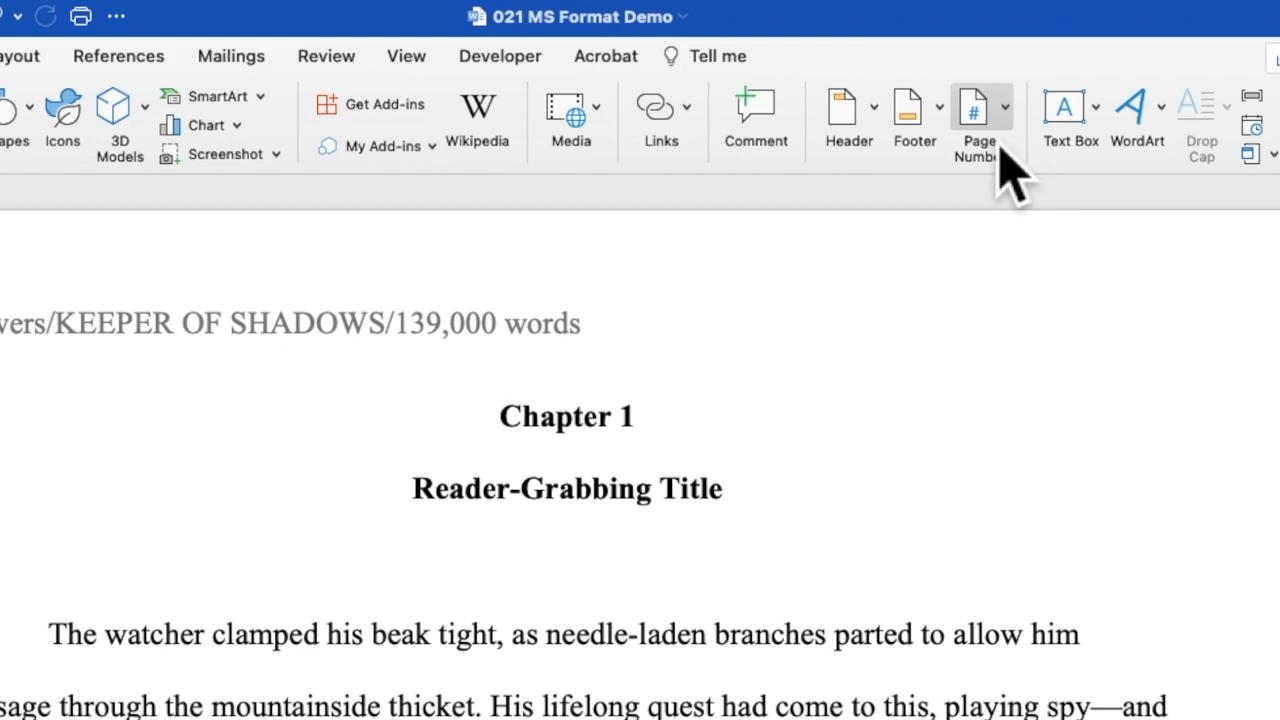 021 MS Format Demo
ayout References Mailings Review View Developer Acrobat Tell me
apes Icons 3D Models SmartArt Chart Screenshot Get Add-ins My Add-ins W Wikipedia Media Links Comment Header Footer # Page A Text Box A WordArt A Drop Cap
vers/KEEPER OF SHADOWS/139,000 words
Chapter 1
Reader-Grabbing Title
The watcher clamped his beak tight, as needle-laden branches parted to allow him
sage through the mountainside thicket. His lifelong quest had come to this, playing spy—and